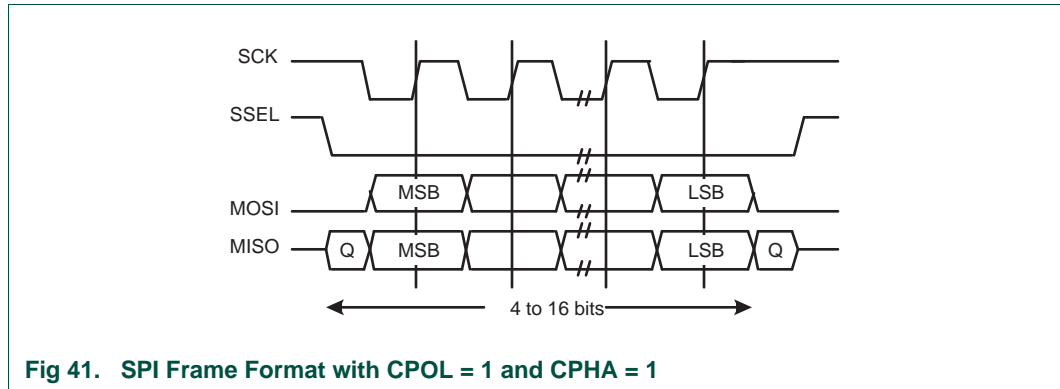 SCK
SSEL
MOSI
MSB
LSB
MISO
Q
MSB
LSB
Q
4 to 16 bits
Fig 41. SPI Frame Format with CPOL = 1 and CPHA = 1